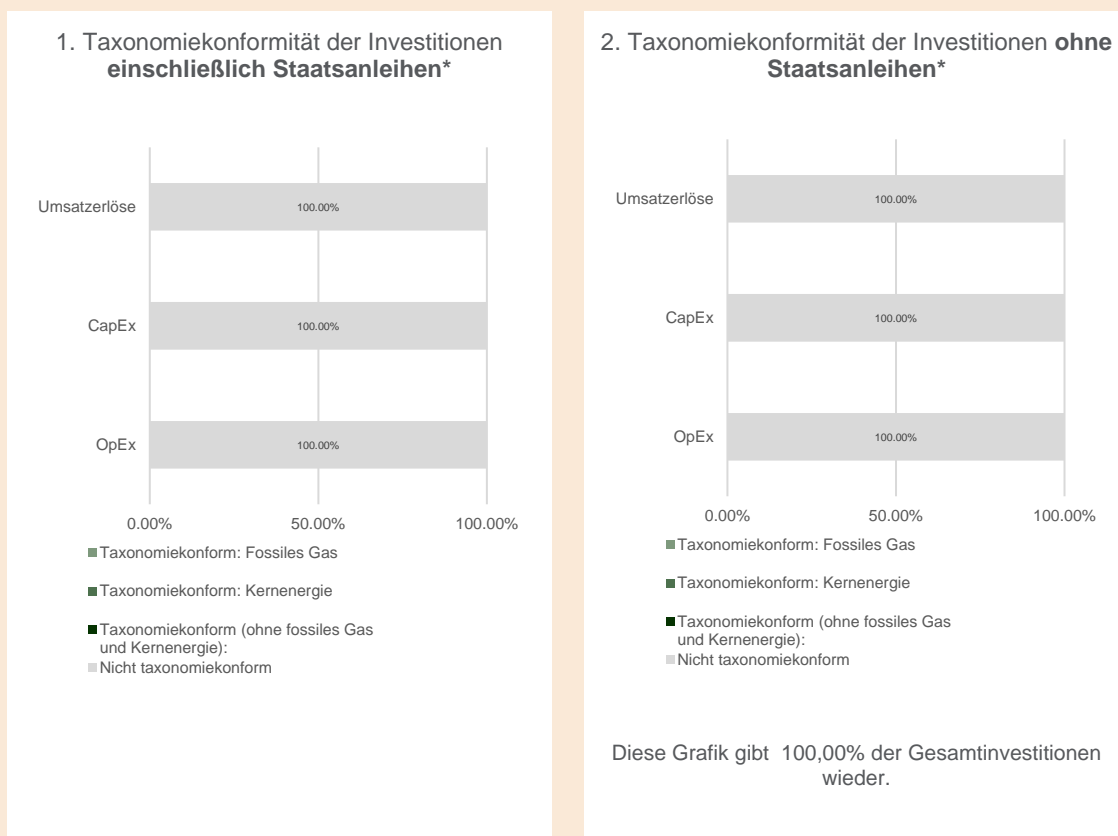 1. Taxonomiekonformität der Investitionen
einschließlich Staatsanleihen*
Umsatzerlöse
100.00%
CapEx
100.00%
OpEx
100.00%
0.00% 50.00% 100.00%
Taxonomiekonform: Fossiles Gas
Taxonomiekonform: Kernenergie
Taxonomiekonform (ohne fossiles Gas
und Kernenergie):
Nicht taxonomiekonform
2. Taxonomiekonformität der Investitionen ohne
Staatsanleihen*
Umsatzerlöse
100.00%
CapEx
100.00%
OpEx
100.00%
0.00% 50.00% 100.00%
Taxonomiekonform: Fossiles Gas
Taxonomiekonform: Kernenergie
Taxonomiekonform (ohne fossiles Gas
und Kernenergie):
Nicht taxonomiekonform
Diese Grafik gibt 100,00% der Gesamtinvestitionen
wieder.